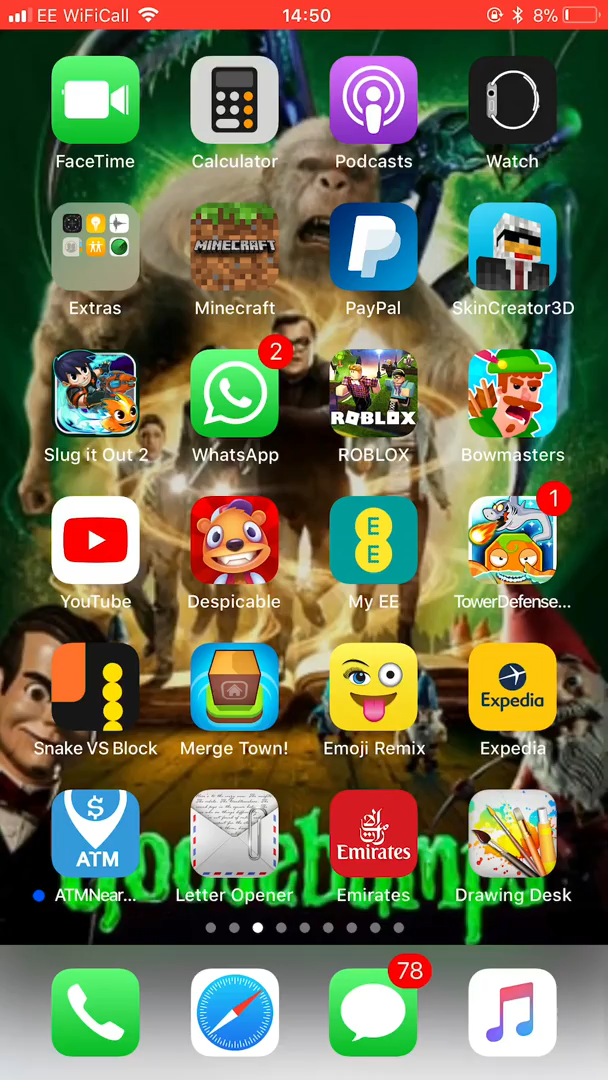 EE WiFiCall 14:50 8%
FaceTime Calculator Podcasts Watch
MINECRAFT
Extras Minecraft PayPal SkinCreator3D
2
ROBLOX
Slug it Out 2 WhatsApp ROBLOX Bowmasters
1
E
E
YouTube Despicable My EE TowerDefense...
Expedia
Snake VS Block Merge Town! Emoji Remix Expedia
$
ATM Emirates
ATMNear... Letter Opener Emirates Drawing Desk
78